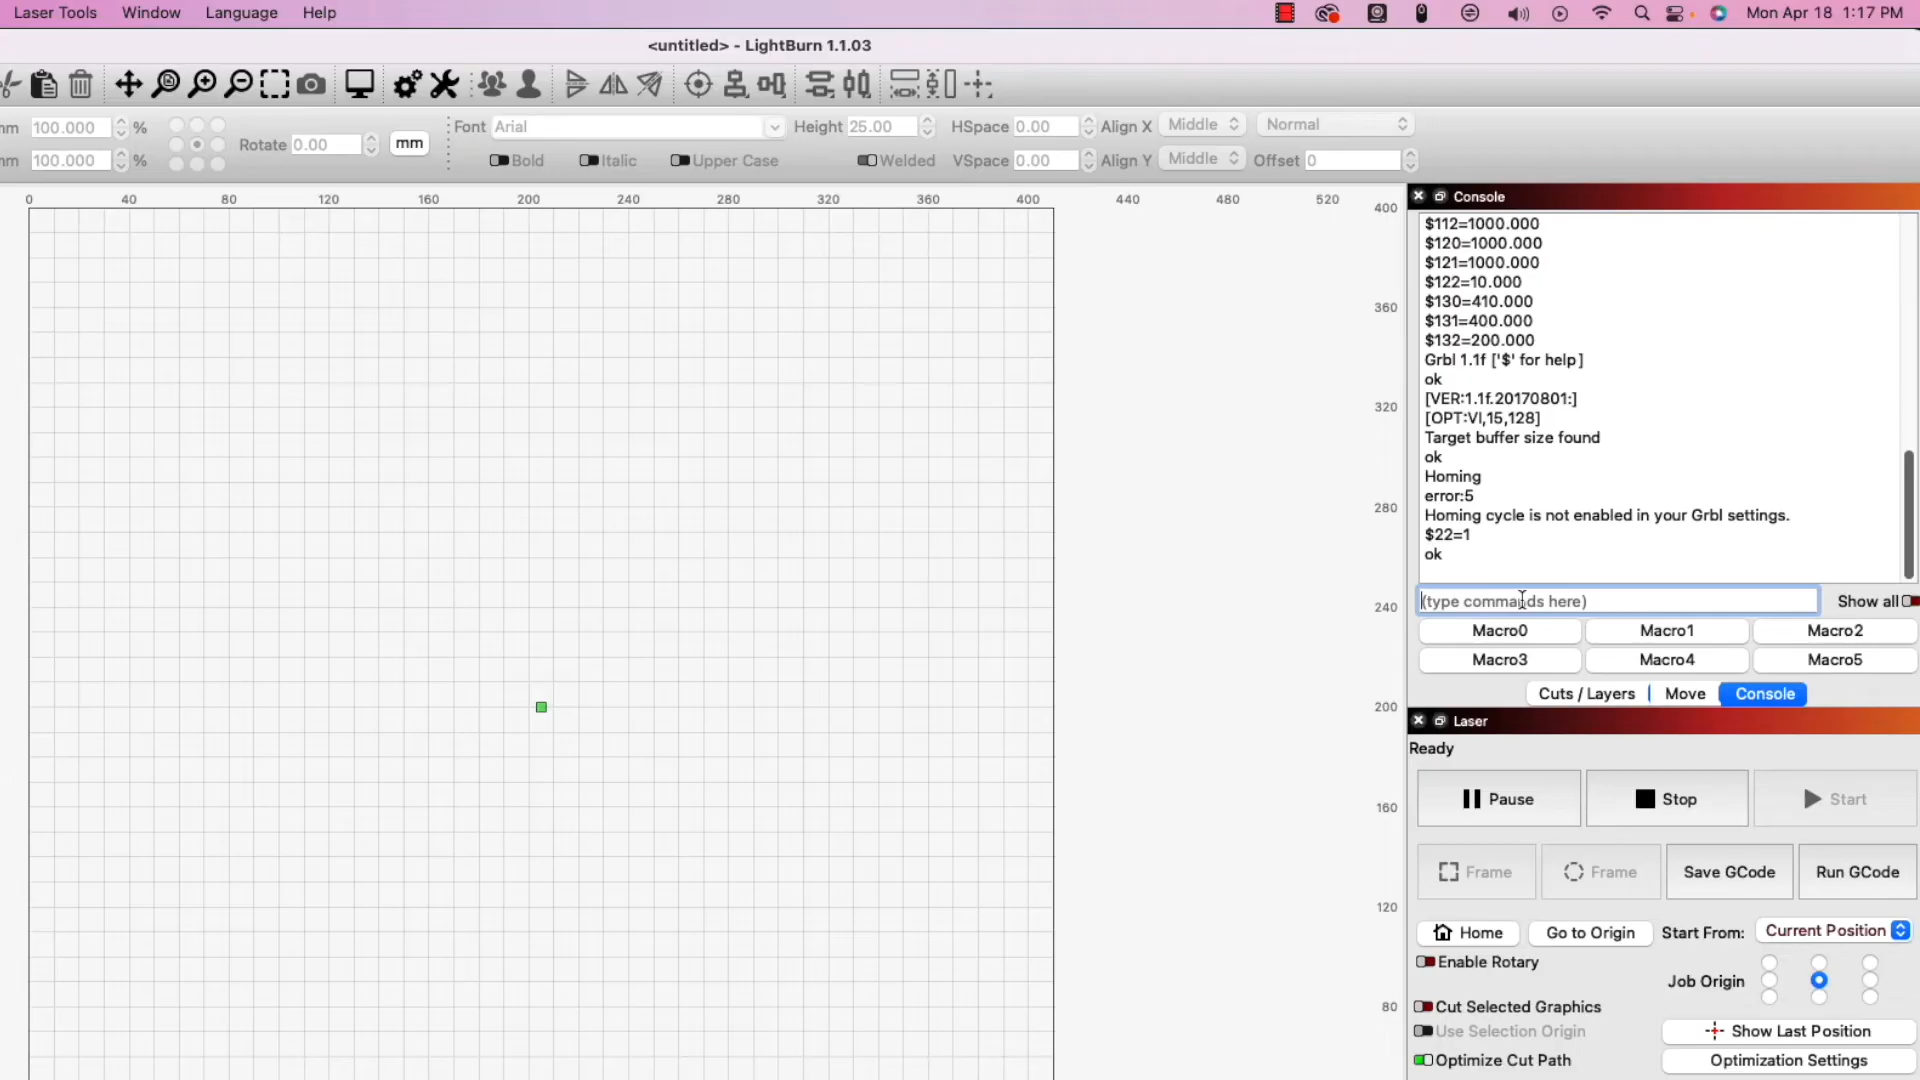 Laser Tools Window Language Help Mon Apr 18 1:17 PM
<untitled> - LightBurn 1.1.03
mm 100.000 % Font Arial Height 25.00 HSpace 0.00 Align X Middle Normal
Rotate 0.00 mm
mm 100.000 % Bold Italic Upper Case Welded VSpace 0.00 Align Y Middle Offset 0
0 40 80 120 160 200 240 280 320 360 400 440 480 520
400
360
320
280
240
200
160
120
80
Console
$112=1000.000
$120=1000.000
$121=1000.000
$122=10.000
$130=410.000
$131=400.000
$132=200.000
Grbl 1.1f ['$' for help]
ok
[VER:1.1f.20170801:]
[OPT:VI,15,128]
Target buffer size found
ok
Homing
error:5
Homing cycle is not enabled in your Grbl settings.
$22=1
ok
(type commands here) Show all
Macro0 Macro1 Macro2
Macro3 Macro4 Macro5
Cuts / Layers Move Console
Laser
Ready
Pause Stop Start
Frame Frame Save GCode Run GCode
Home Go to Origin Start From: Current Position
Enable Rotary
Job Origin
Cut Selected Graphics
Use Selection Origin Show Last Position
Optimize Cut Path Optimization Settings